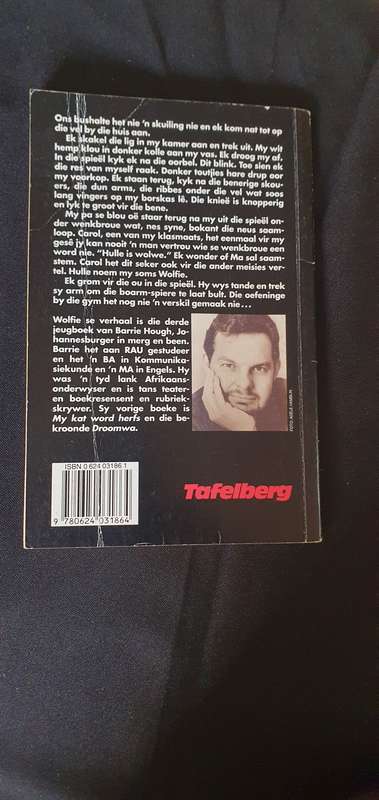 Ons bushalte het nie 'n skuiling nie en ek kom nat tot op
die vel by die huis aan.
Ek skakel die lig in my kamer aan en trek uit. My wit
hemp klou in donker kolle aan my vas. Ek droog my af.
In die spieël kyk ek na die oorbel. Dit blink. Toe sien ek
die res van myself raak. Donker toutjies hare drup oor
my voorkop. Ek staan terug, kyk na die benerige skou-
ers, die dun arms, die ribbes onder die vel wat soos
lang vingers op my borskas lê. Die knieë is knopperig
en lyk te groot vir die bene.
My pa se blou oë staar terug na my uit die spieël on-
der wenkbroue wat, nes syne, bokant die neus saam-
loop. Carol, een van my klasmaats, het eenmaal vir my
gesê jy kan nooit 'n man vertrou wie se wenkbroue een
word nie. "Hulle is wolwe." Ek wonder of Ma sal saam-
stem. Carol het dit seker ook vir die ander meisies ver-
tel. Hulle noem my soms Wolfie.
Ek grom vir die ou in die spieël. Hy wys tande en trek
sy arm om die boarm-spiere te laat bult. Die oefeninge
by die gym het nog nie 'n verskil gemaak nie...
Wolfie se verhaal is die derde
jeugboek van Barrie Hough, Jo-
hannesburger in merg en been.
Barrie het aan RAU gestudeer
en het 'n BA in Kommunika-
siekunde en 'n MA in Engels. Hy
was 'n tyd lank Afrikaans-
onderwyser en is tans teater-
en boekresensent en rubriek-
skrywer. Sy vorige boeke is
My kat word herfs en die be-
kroonde Droomwa.
ISBN 0 624 03186 1
9 780624 031864
Tafelberg